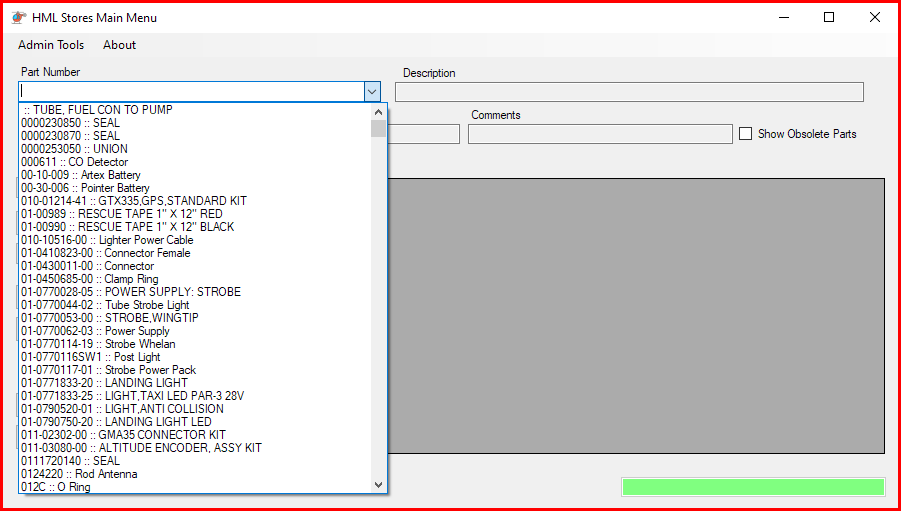 HML Stores Main Menu
Admin Tools About
Part Number
Description
Comments
Show Obsolete Parts
:: TUBE, FUEL CON TO PUMP
0000230850 :: SEAL
0000230870 :: SEAL
0000253050 :: UNION
000611 :: CO Detector
00-10-009 :: Artex Battery
00-30-006 :: Pointer Battery
010-01214-41 :: GTX335,GPS,STANDARD KIT
01-00989 :: RESCUE TAPE 1" X 12" RED
01-00990 :: RESCUE TAPE 1" X 12" BLACK
010-10516-00 :: Lighter Power Cable
01-0410823-00 :: Connector Female
01-0430011-00 :: Connector
01-0450685-00 :: Clamp Ring
01-0770028-05 :: POWER SUPPLY: STROBE
01-0770044-02 :: Tube Strobe Light
01-0770053-00 :: STROBE,WINGTIP
01-0770062-03 :: Power Supply
01-0770114-19 :: Strobe Whelan
01-0770116SW1 :: Post Light
01-0770117-01 :: Strobe Power Pack
01-0771833-20 :: LANDING LIGHT
01-0771833-25 :: LIGHT,TAXI LED PAR-3 28V
01-0790520-01 :: LIGHT,ANTI COLLISION
01-0790750-20 :: LANDING LIGHT LED
011-02302-00 :: GMA35 CONNECTOR KIT
011-03080-00 :: ALTITUDE ENCODER, ASSY KIT
0111720140 :: SEAL
0124220 :: Rod Antenna
012C :: O Ring